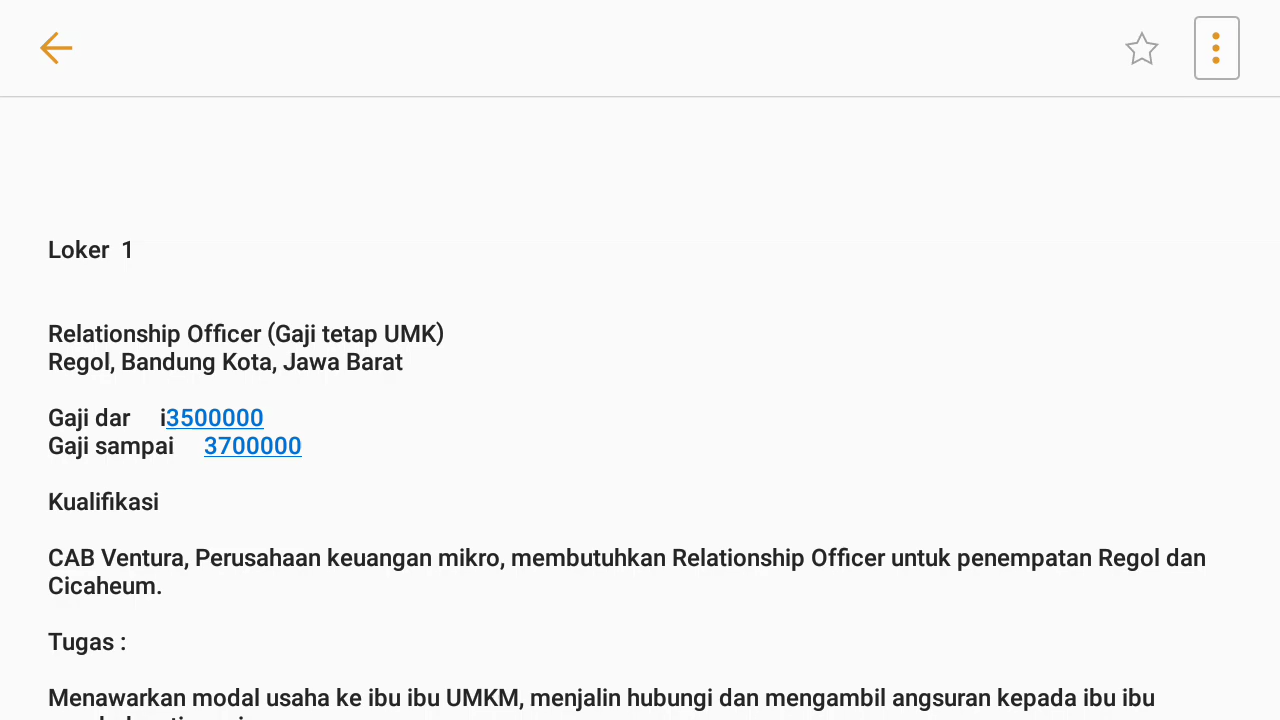 Loker 1
Relationship Officer (Gaji tetap UMK)
Regol, Bandung Kota, Jawa Barat
Gaji dar i3500000
Gaji sampai 3700000
Kualifikasi
CAB Ventura, Perusahaan keuangan mikro, membutuhkan Relationship Officer untuk penempatan Regol dan
Cicaheum.
Tugas :
Menawarkan modal usaha ke ibu ibu UMKM, menjalin hubungi dan mengambil angsuran kepada ibu ibu